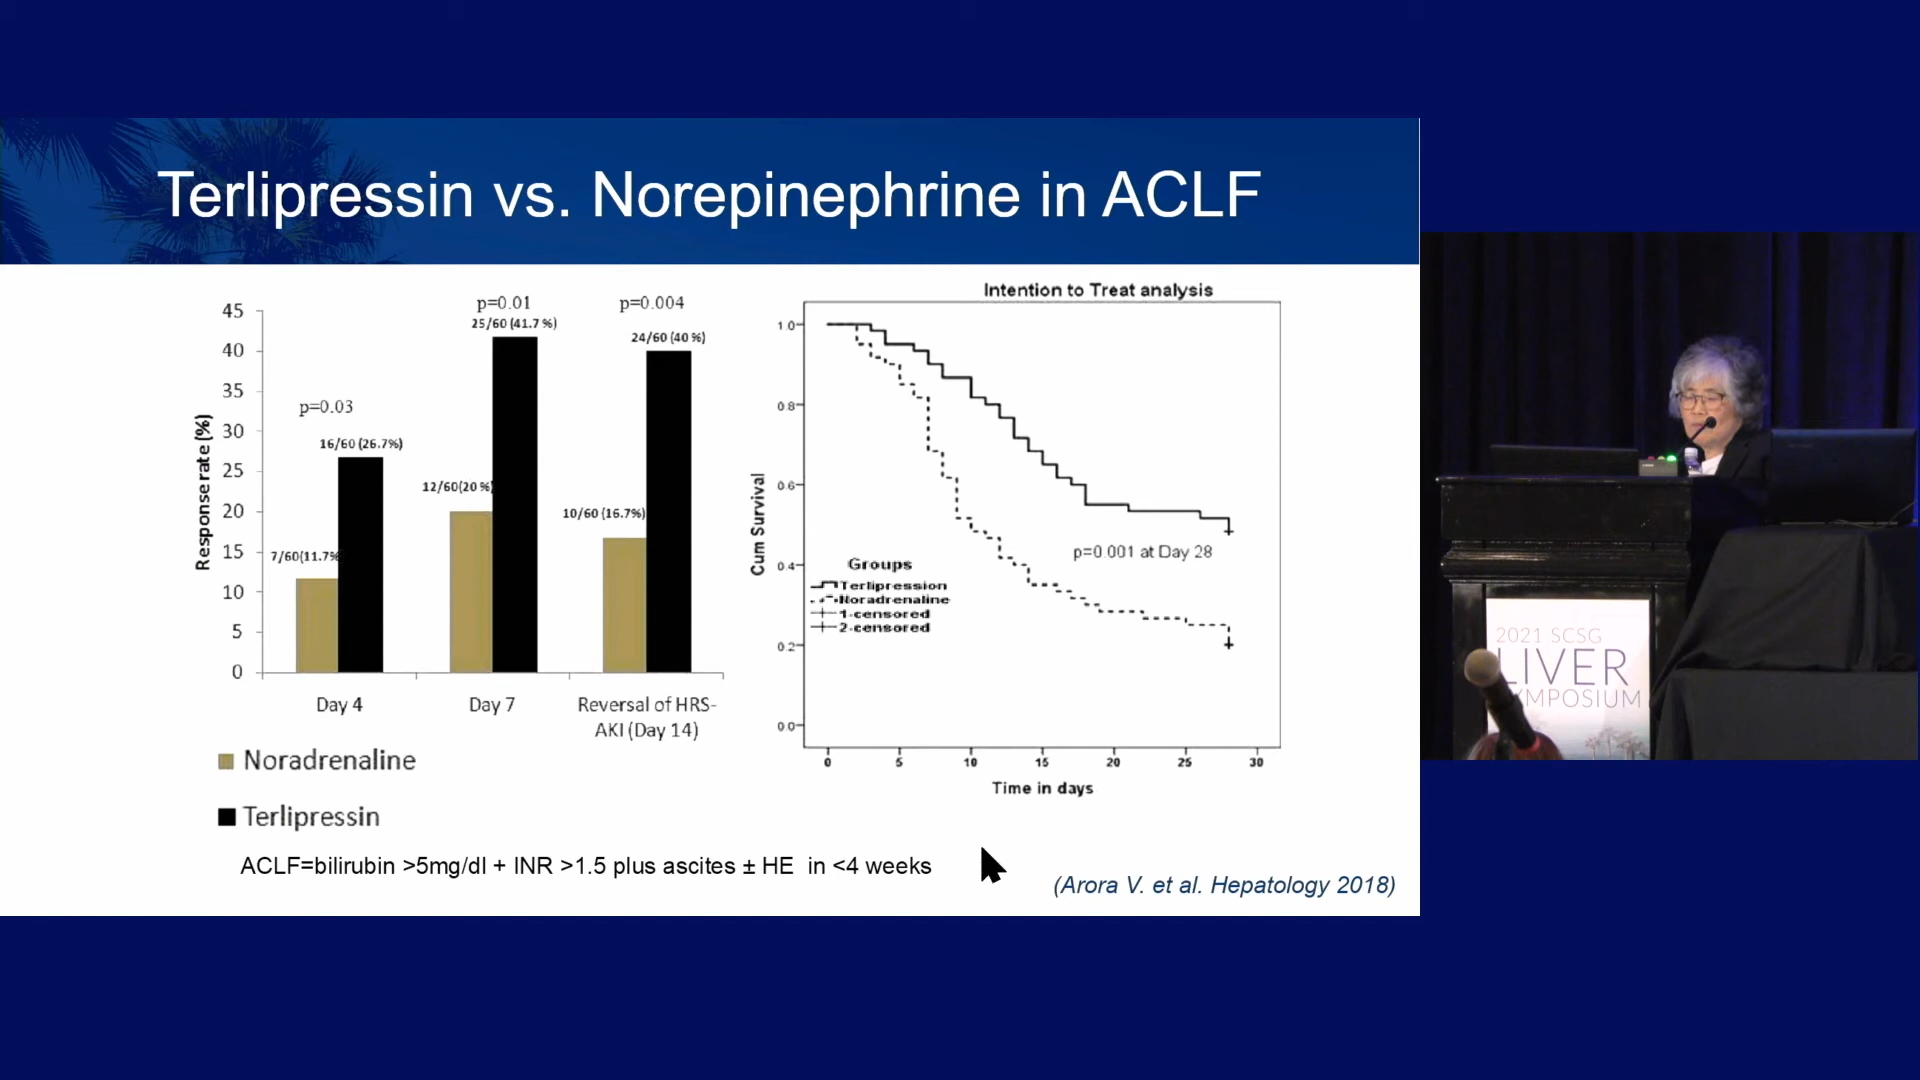 Terlipressin vs. Norepinephrine in ACLF
45
40
35
30
25
20
15
10
5
0
Response rate (%)
p=0.03
16/60 (26.7%)
7/60(11.7%
p=0.01
25/60 (41.7 %)
12/60(20 %)
p=0.004
24/60 (40 %)
10/60 (16.7%)
Day 4
Day 7
Reversal of HRS-
AKI (Day 14)
Noradrenaline
Terlipressin
Intention to Treat analysis
1.0
0.8
0.6
0.4
0.2
0.0
Cum Survival
p=0.001 at Day 28
Groups
Terlipression
Noradrenaline
1-censored
2-censored
0
5
10
15
20
25
30
Time in days
ACLF=bilirubin >5mg/dl + INR >1.5 plus ascites ± HE in <4 weeks
(Arora V. et al. Hepatology 2018)
2021 SCSG
LIVER
YMPOSIUM